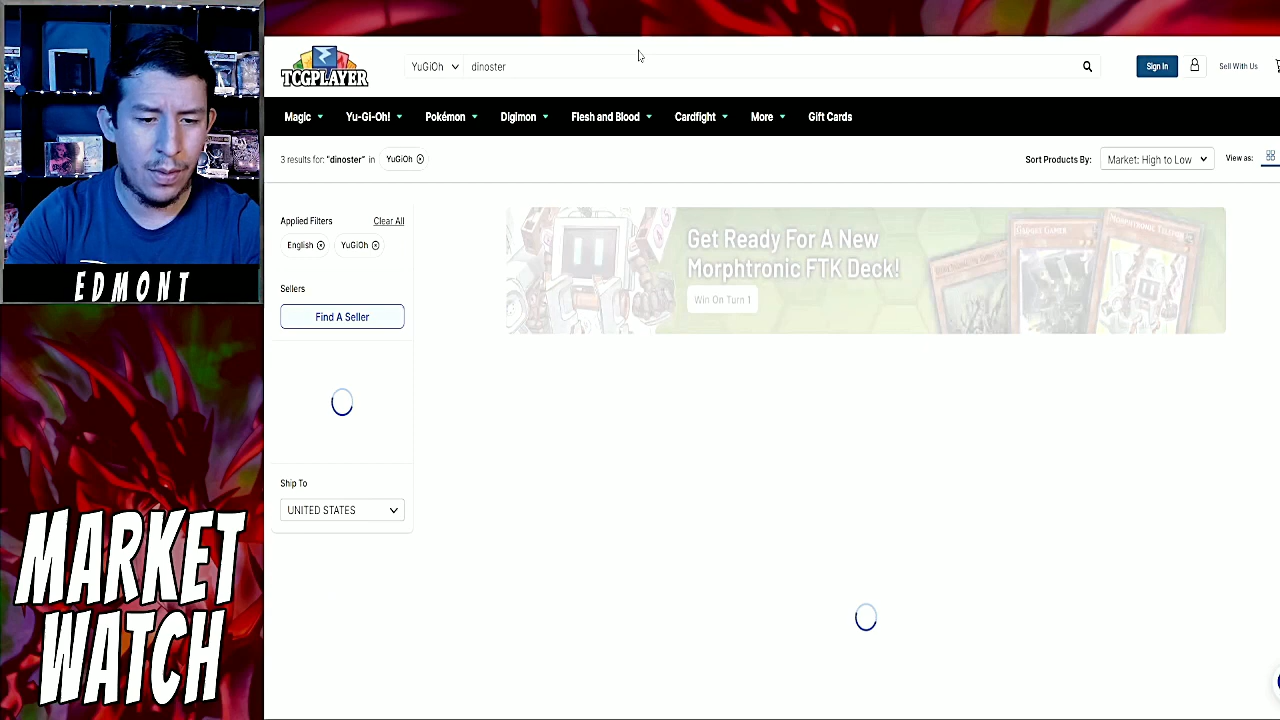 TCGPLAYER
YuGiOh
dinoster
Sign In
Sell With Us
Magic
Yu-Gi-Oh!
Pokémon
Digimon
Flesh and Blood
Cardfight
More
Gift Cards
3 results for: "dinoster" in
YuGiOh
Sort Products By:
Market: High to Low
View as:
Applied Filters
Clear All
English
YuGiOh
Sellers
Find A Seller
Ship To
UNITED STATES
Get Ready For A New
Morphtronic FTK Deck!
Win On Turn 1
EDMONT
MARKET
WATCH